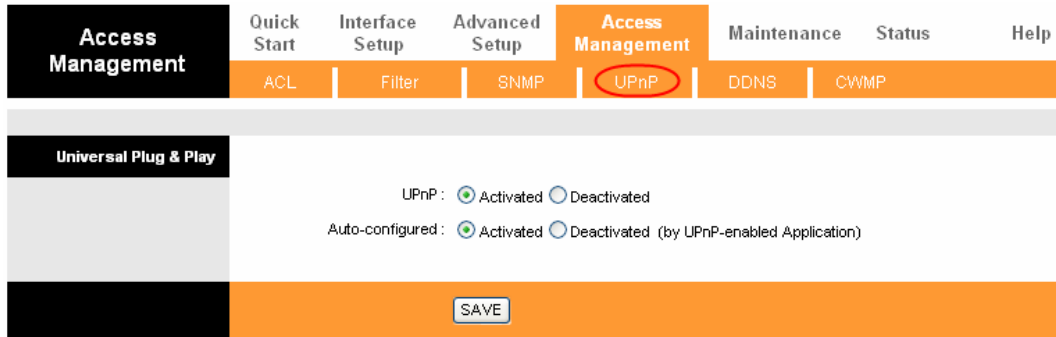 Access Management
Quick Start
Interface Setup
Advanced Setup
Access Management
Maintenance
Status
Help
ACL
Filter
SNMP
UPnP
DDNS
CWMP
Universal Plug & Play
UPnP : Activated Deactivated
Auto-configured : Activated Deactivated (by UPnP-enabled Application)
SAVE